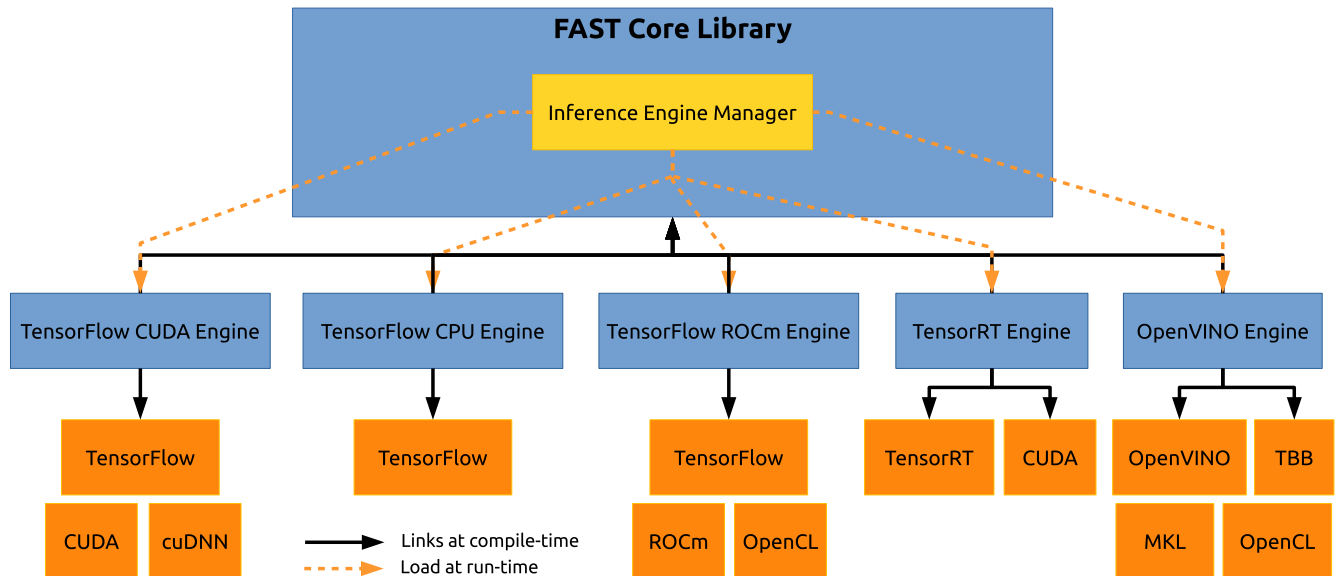 FAST Core Library
Inference Engine Manager
TensorFlow CUDA Engine
TensorFlow CPU Engine
TensorFlow ROCm Engine
TensorRT Engine
OpenVINO Engine
TensorFlow
TensorFlow
TensorFlow
TensorRT
CUDA
OpenVINO
TBB
CUDA
cuDNN
Links at compile-time
Load at run-time
ROCm
OpenCL
MKL
OpenCL